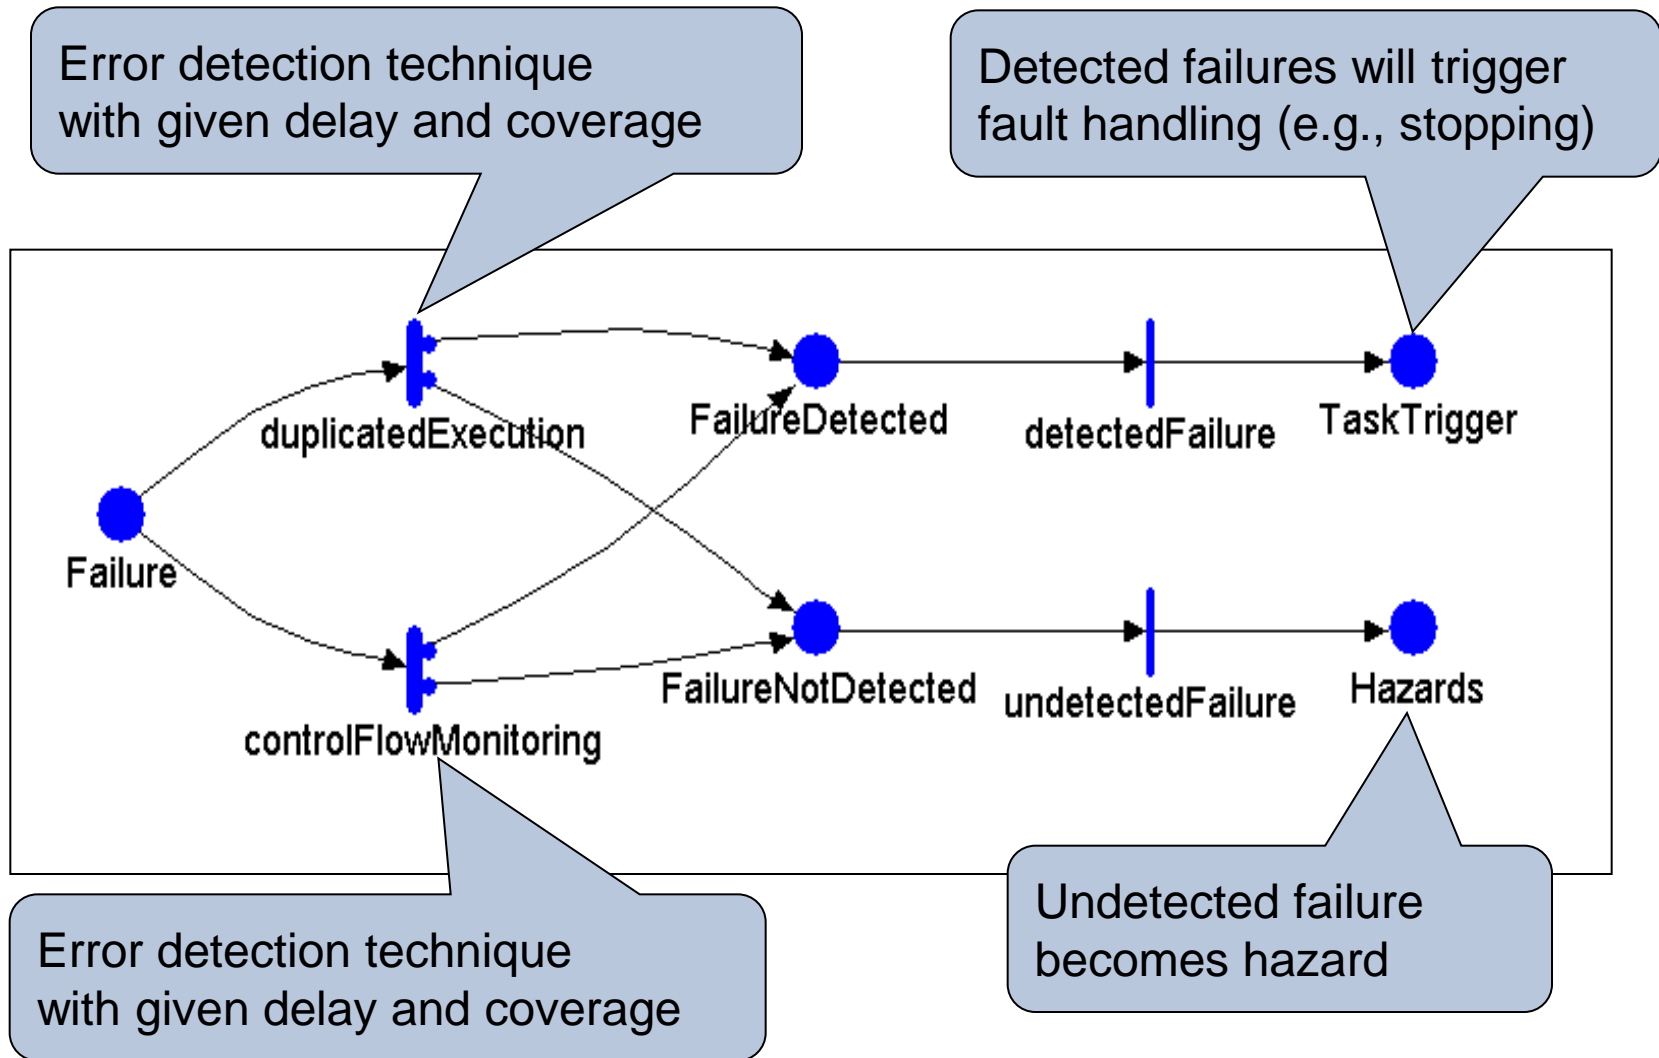 Error detection technique
with given delay and coverage
Detected failures will trigger
fault handling (e.g., stopping)
duplicatedExecution
FailureDetected
detectedFailure
TaskTrigger
Failure
controlFlowMonitoring
FailureNotDetected
undetectedFailure
Hazards
Error detection technique
with given delay and coverage
Undetected failure
becomes hazard